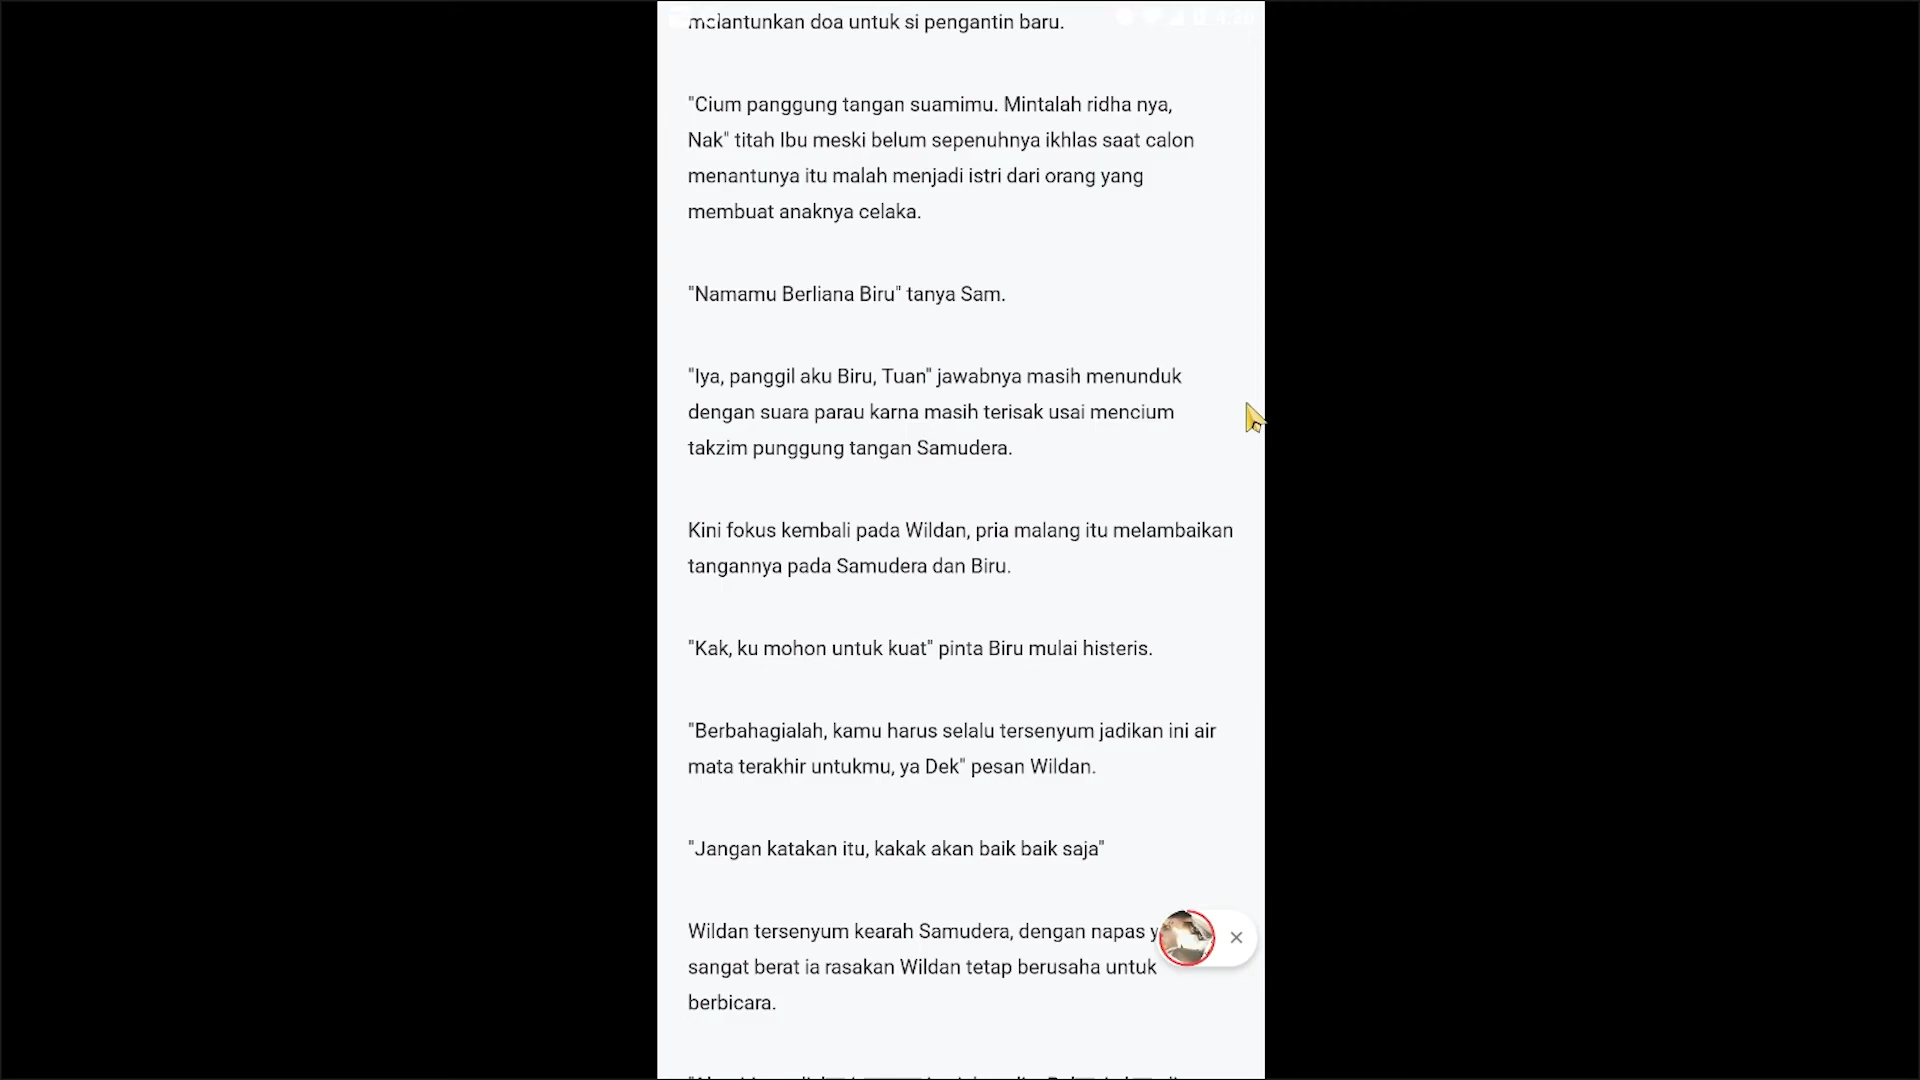 melantunkan doa untuk si pengantin baru.
"Cium panggung tangan suamimu. Mintalah ridha nya,
Nak" titah Ibu meski belum sepenuhnya ikhlas saat calon
menantunya itu malah menjadi istri dari orang yang
membuat anaknya celaka.
"Namamu Berliana Biru" tanya Sam.
"Iya, panggil aku Biru, Tuan" jawabnya masih menunduk
dengan suara parau karna masih terisak usai mencium
takzim punggung tangan Samudera.
Kini fokus kembali pada Wildan, pria malang itu melambaikan
tangannya pada Samudera dan Biru.
"Kak, ku mohon untuk kuat" pinta Biru mulai histeris.
"Berbahagialah, kamu harus selalu tersenyum jadikan ini air
mata terakhir untukmu, ya Dek" pesan Wildan.
"Jangan katakan itu, kakak akan baik baik saja"
Wildan tersenyum kearah Samudera, dengan napas
sangat berat ia rasakan Wildan tetap berusaha untuk
berbicara.